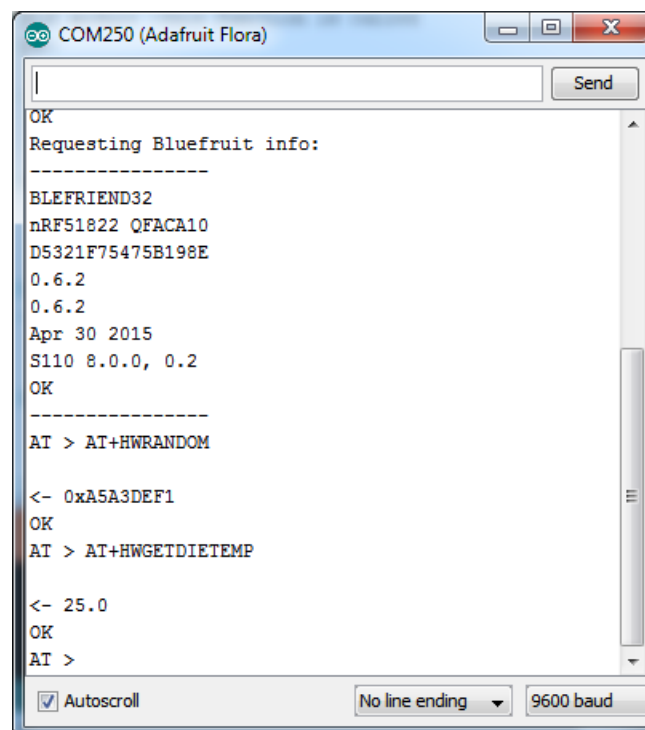 COM250 (Adafruit Flora)
Send
OK
Requesting Bluefruit info:
----------------
BLEFRIEND32
nRF51822 QFACA10
D5321F75475B198E
0.6.2
0.6.2
Apr 30 2015
S110 8.0.0, 0.2
OK
----------------
AT > AT+HWRANDOM
<- 0xA5A3DEF1
OK
AT > AT+HWGETDIETEMP
<- 25.0
OK
AT >
Autoscroll
No line ending
9600 baud